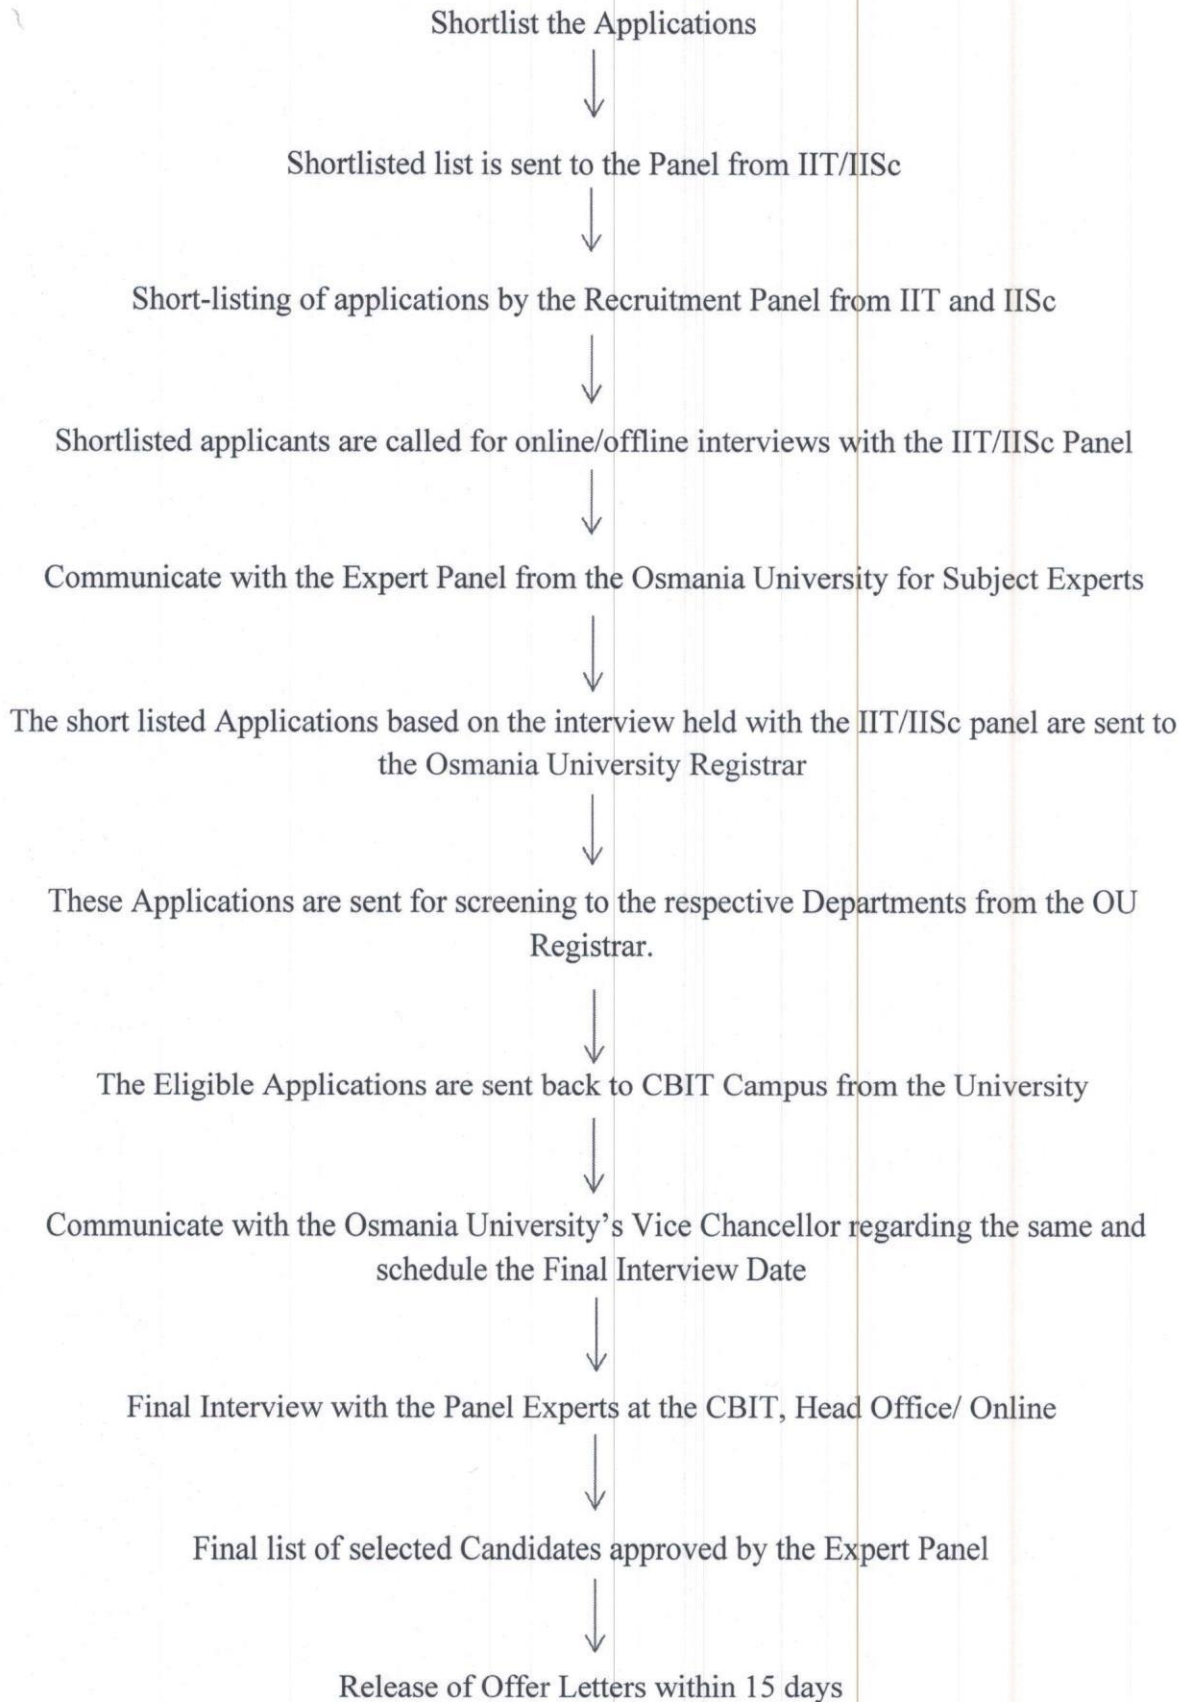 Shortlist the Applications
Shortlisted list is sent to the Panel from IIT/IISc
Short-listing of applications by the Recruitment Panel from IIT and IISc
Shortlisted applicants are called for online/offline interviews with the IIT/IISc Panel
Communicate with the Expert Panel from the Osmania University for Subject Experts
The short listed Applications based on the interview held with the IIT/IISc panel are sent to
the Osmania University Registrar
These Applications are sent for screening to the respective Departments from the OU
Registrar.
The Eligible Applications are sent back to CBIT Campus from the University
Communicate with the Osmania University's Vice Chancellor regarding the same and
schedule the Final Interview Date
Final Interview with the Panel Experts at the CBIT, Head Office/ Online
Final list of selected Candidates approved by the Expert Panel
Release of Offer Letters within 15 days